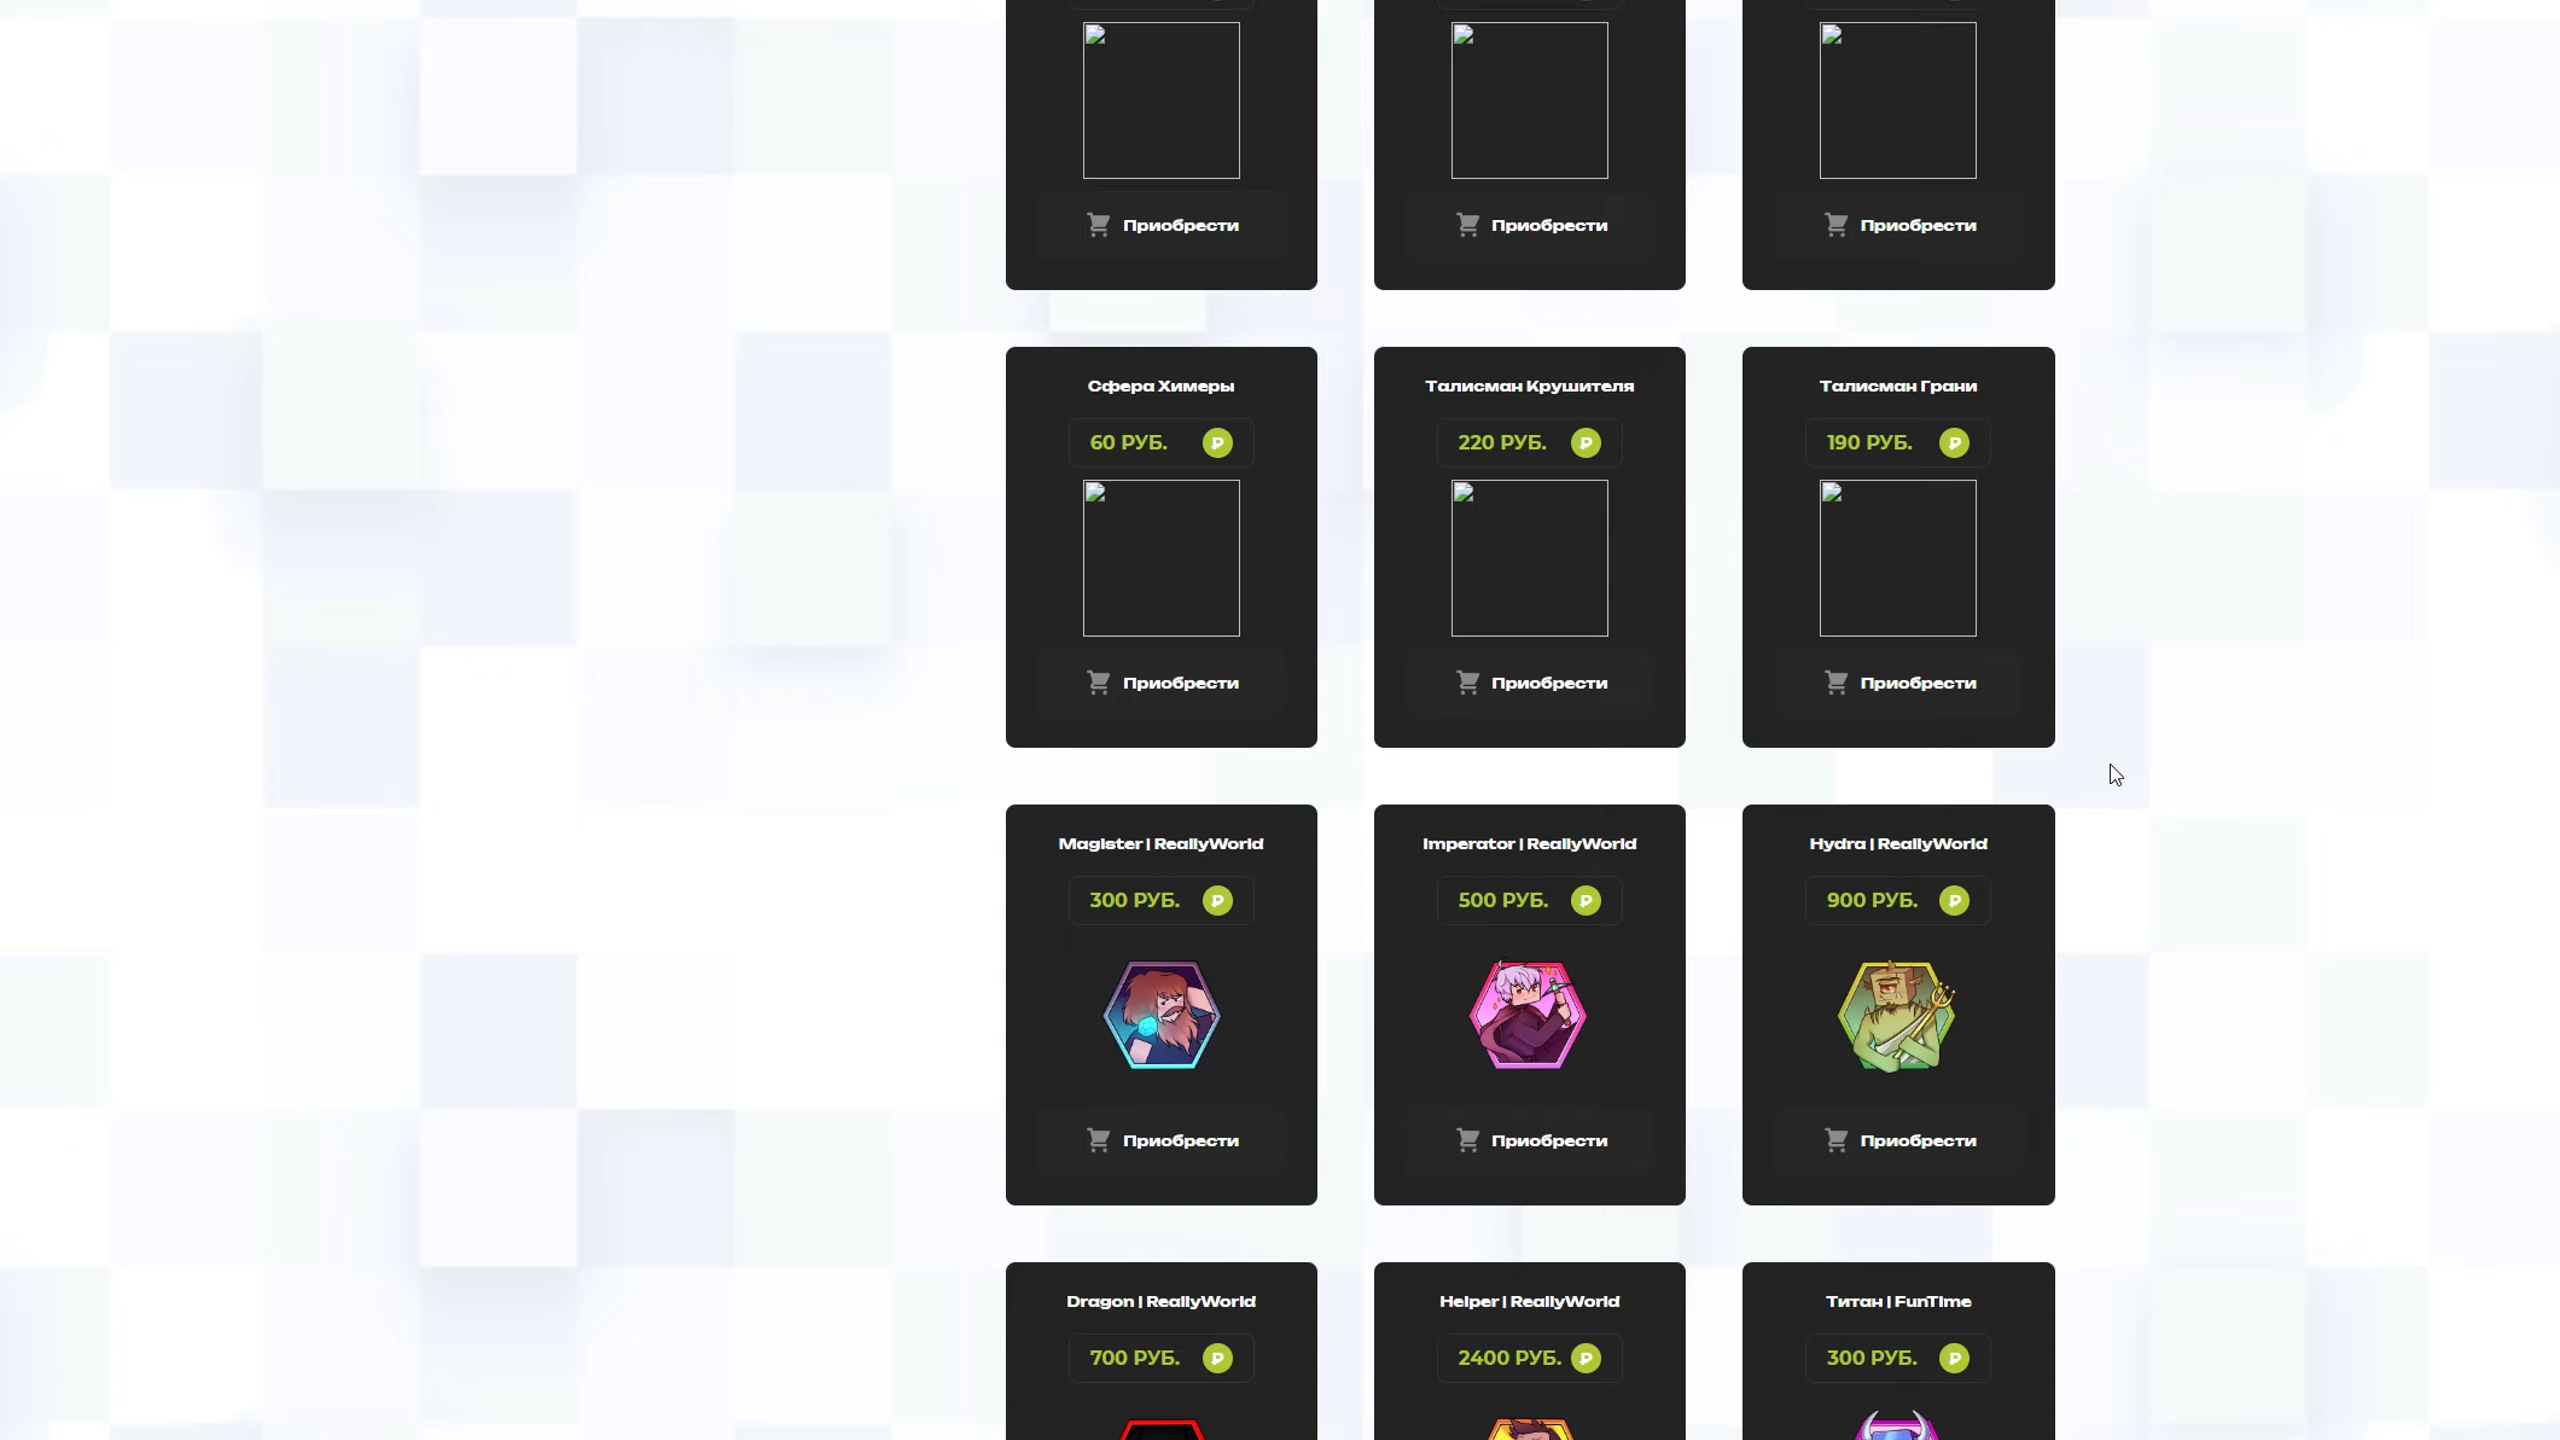 Приобрести
Приобрести
Приобрести
Сфера Химеры
Талисман Крушителя
Талисман Грани
60 РУБ.
220 РУБ.
190 РУБ.
Приобрести
Приобрести
Приобрести
Magister | ReallyWorld
Imperator | ReallyWorld
Hydra | ReallyWorld
300 РУБ.
500 РУБ.
900 РУБ.
Приобрести
Приобрести
Приобрести
Dragon | ReallyWorld
Helper | ReallyWorld
Титан | FunTime
700 РУБ.
2400 РУБ.
300 РУБ.